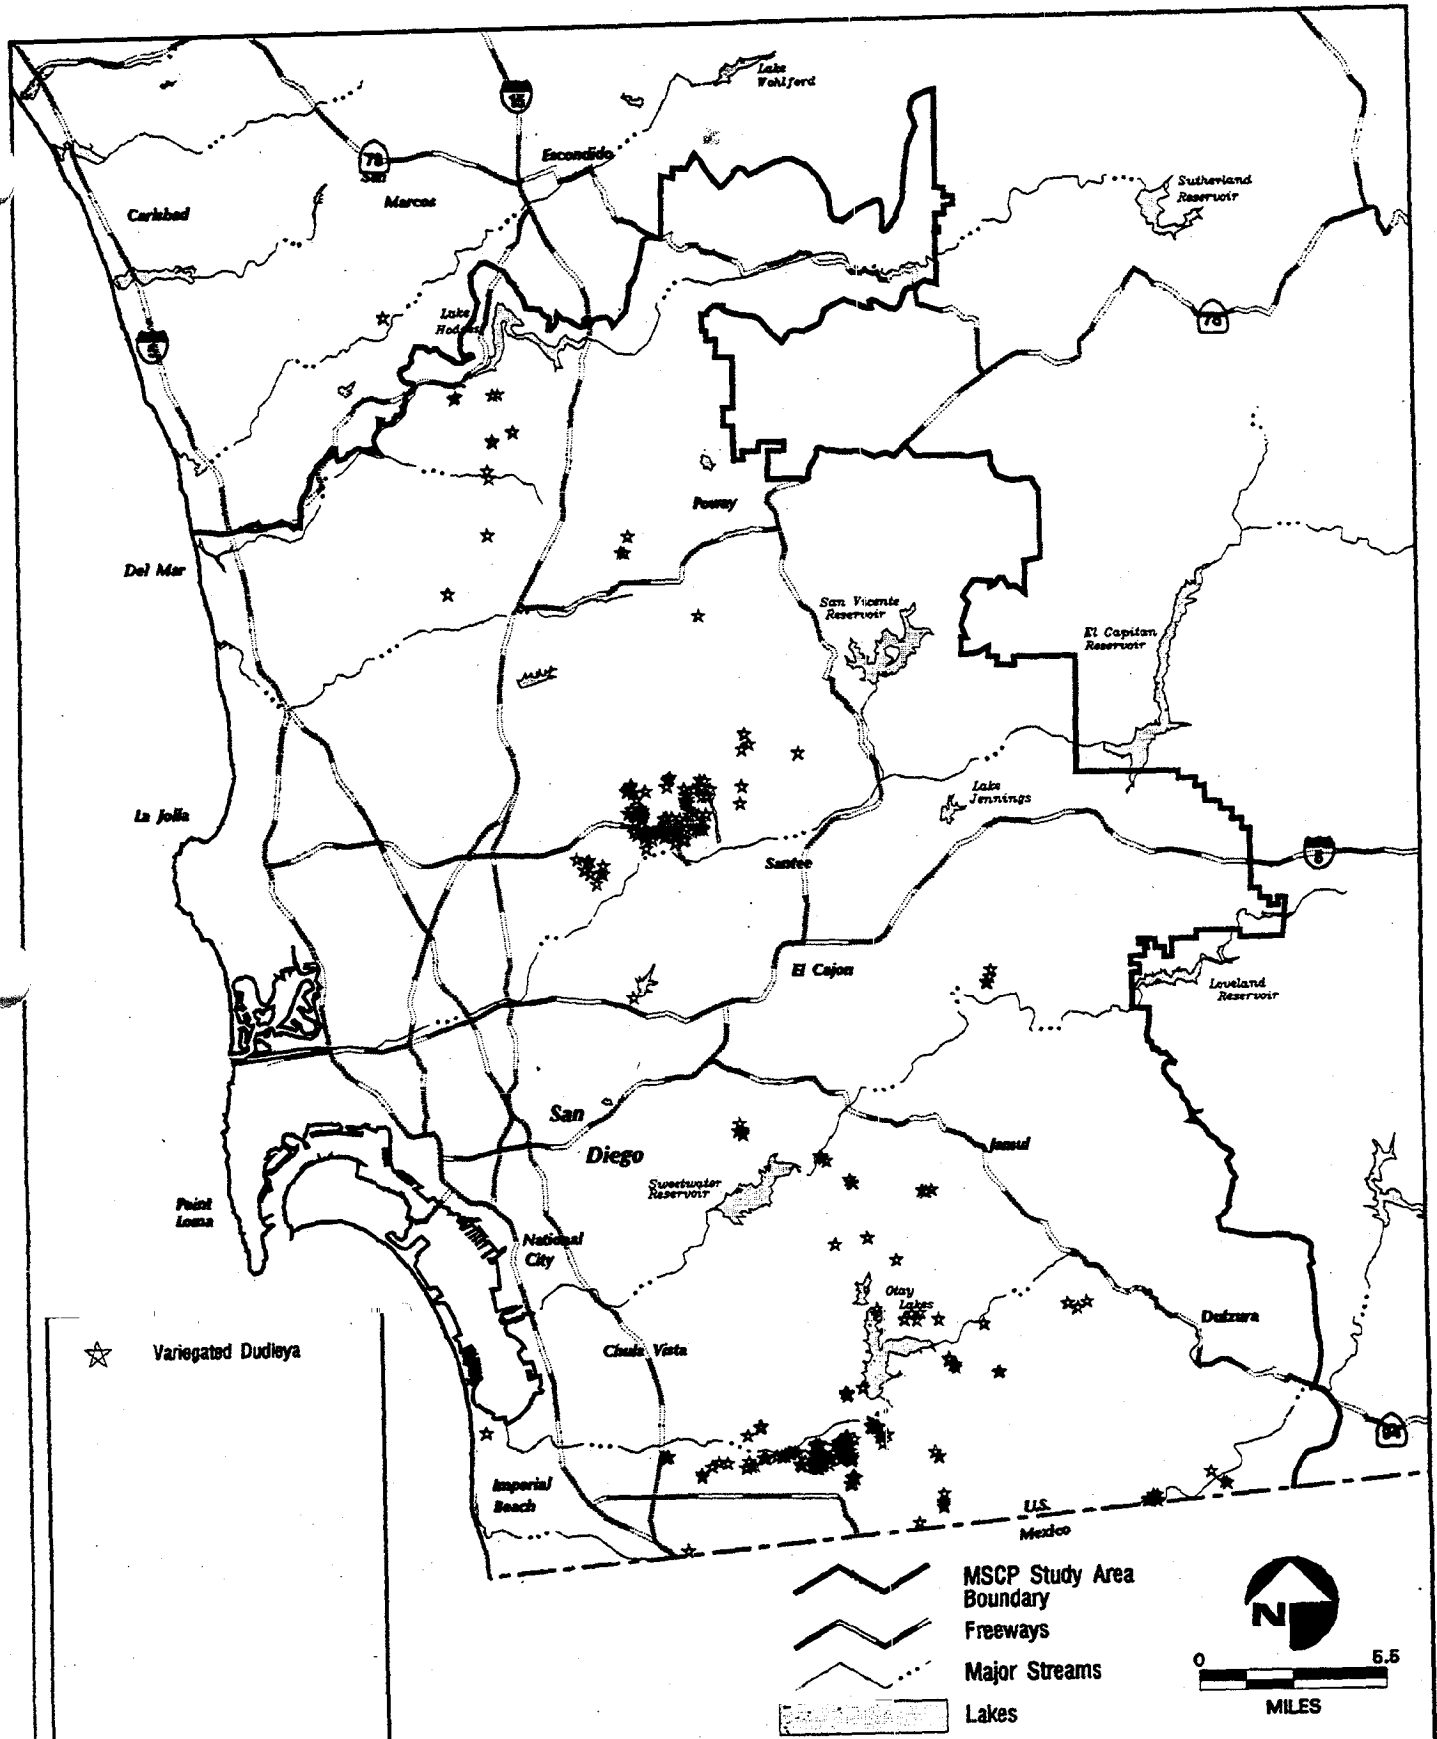 Lake
Wohlford
15
Escondido
78
San
Marcos
Carlsbad
Sutherland
Reservoir
Lake
Hodges
78
5
Poway
Del Mar
San Vicente
Reservoir
El Capitan
Reservoir
Lake
Jennings
La Jolla
Santee
8
El Cajon
Loveland
Reservoir
San
Diego
Jamul
Sweetwater
Reservoir
Point
Loma
National
City
Otay
Lakes
Dulzura
Variegated Dudleya
Chula Vista
94
Imperial
Beach
U.S.
Mexico
MSCP Study Area
Boundary
Freeways
Major Streams
Lakes
N
0 5.5
MILES